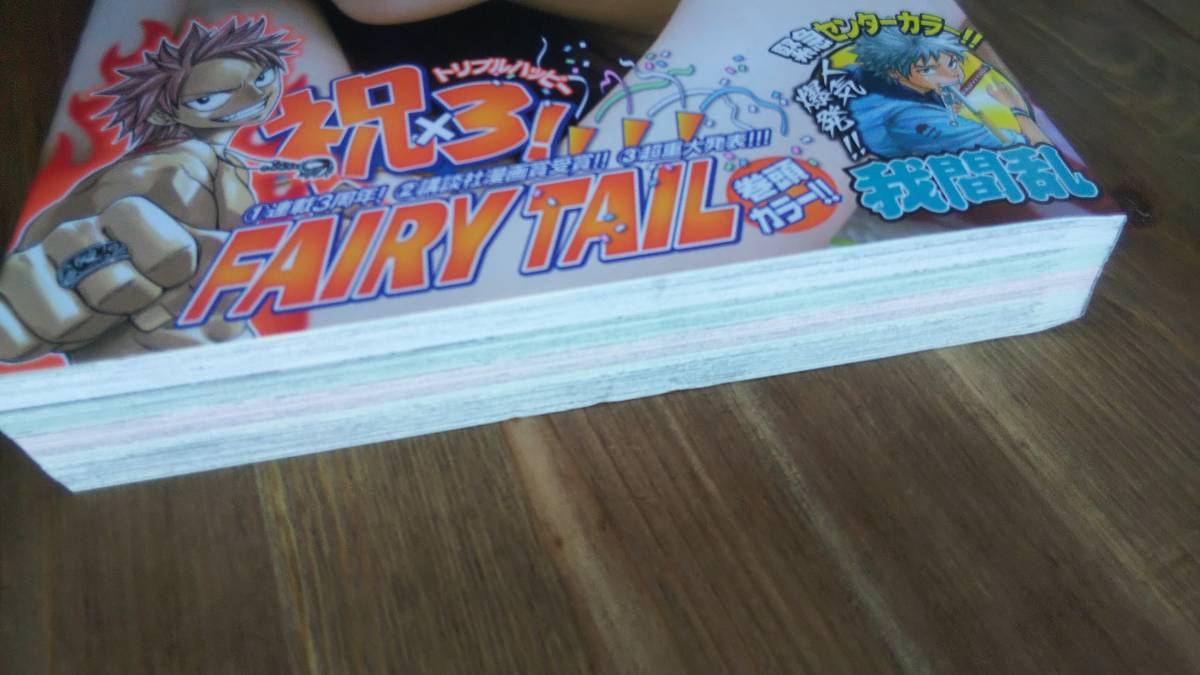 トリプルハッピー
祝×3!
①連載3周年! ②講談社漫画賞受賞!! ③超重大発表!!!
FAIRY TAIL
巻頭
カラー!!
緊急センターカラー!!
人気
爆発!!
我間乱